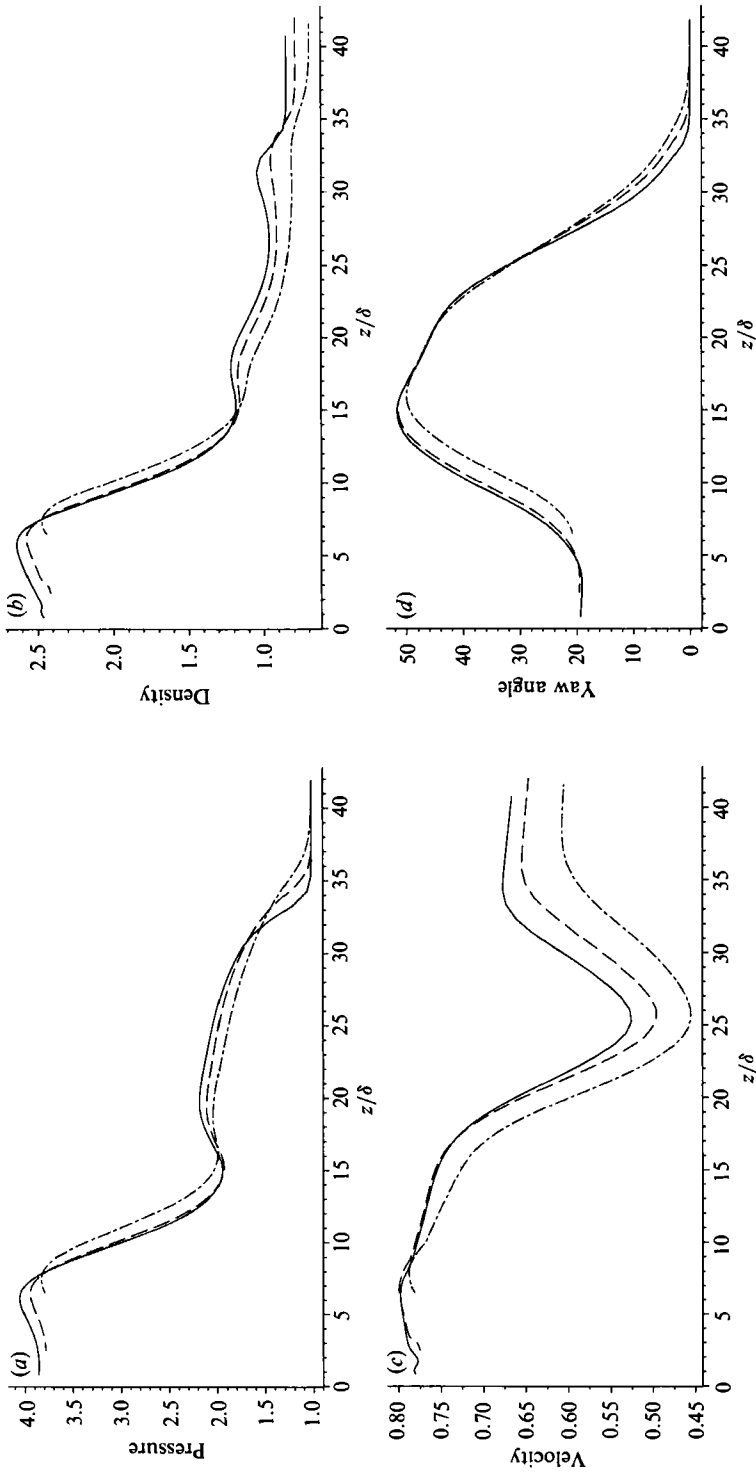 (a)
Pressure
4.0
3.5
3.0
2.5
2.0
1.5
1.0
0 5 10 15 20 25 30 35 40
z/δ
(b)
Density
2.5
2.0
1.5
1.0
0 5 10 15 20 25 30 35 40
z/δ
(c)
Velocity
0.80
0.75
0.70
0.65
0.60
0.55
0.50
0.45
0 5 10 15 20 25 30 35 40
z/δ
(d)
Yaw angle
50
40
30
20
10
0
0 5 10 15 20 25 30 35 40
z/δ